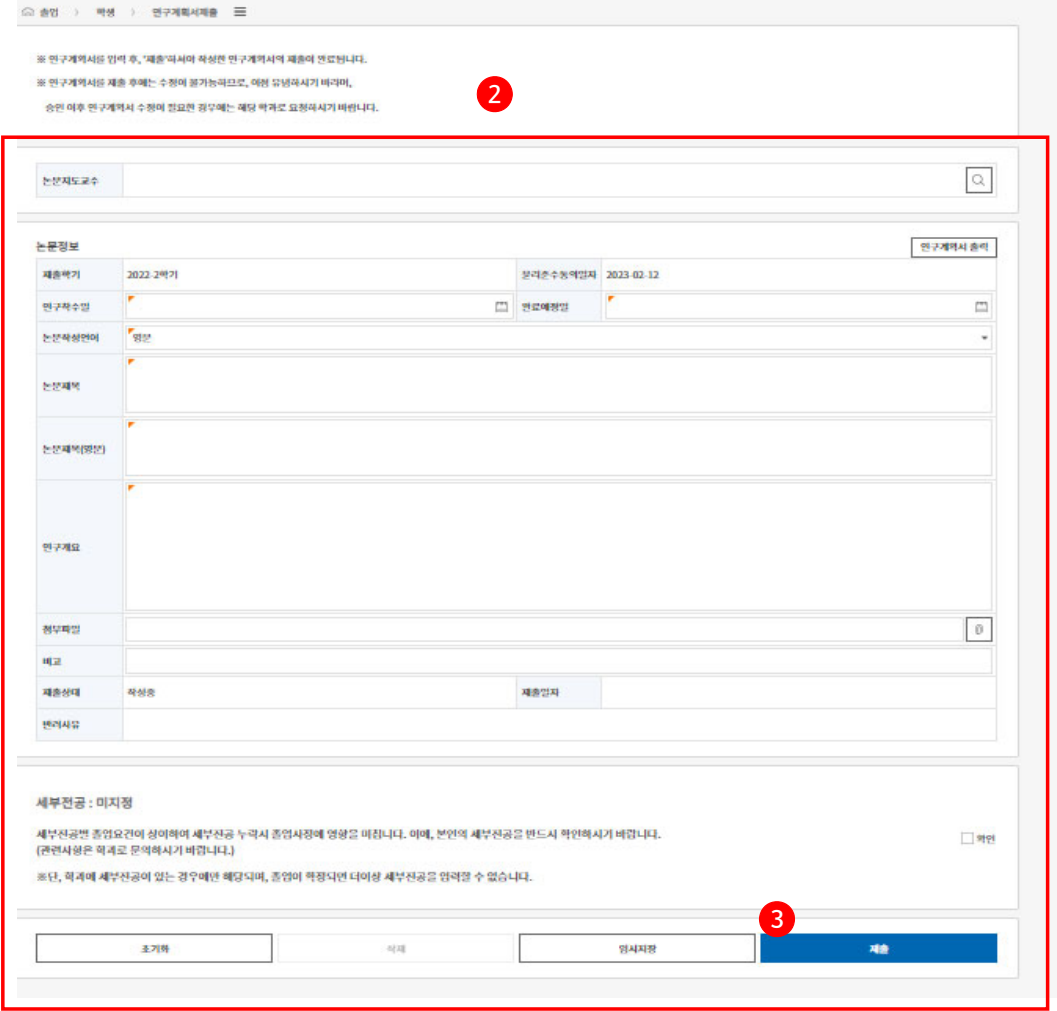 졸업 > 학생 > 연구계획서제출
※ 연구계획서를 입력 후, '제출'하셔야 작성한 연구계획서의 제출이 완료됩니다.
※ 연구계획서를 제출 후에는 수정이 불가능하므로, 이점 유념하시기 바라며,
승인 이후 연구계획서 수정이 필요한 경우에는 해당 학과로 요청하시기 바랍니다.
2
논문지도교수
논문정보
연구계획서 출력
제출학기 2022-2학기 윤리준수동의일자 2023-02-12
연구착수일 완료예정일
논문작성언어 영문
논문제목
논문제목(영문)
연구개요
첨부파일
비고
제출상태 작성중 제출일자
반려사유
세부전공 : 미지정
세부전공별 졸업요건이 상이하여 세부전공 누락시 졸업사정에 영향을 미칩니다. 이에, 본인의 세부전공을 반드시 확인하시기 바랍니다.
확인
(관련사항은 학과로 문의하시기 바랍니다.)
※단, 학과에 세부전공이 있는 경우에만 해당되며, 졸업이 확정되면 더이상 세부전공을 입력할 수 없습니다.
3
초기화 삭제 임시저장 제출